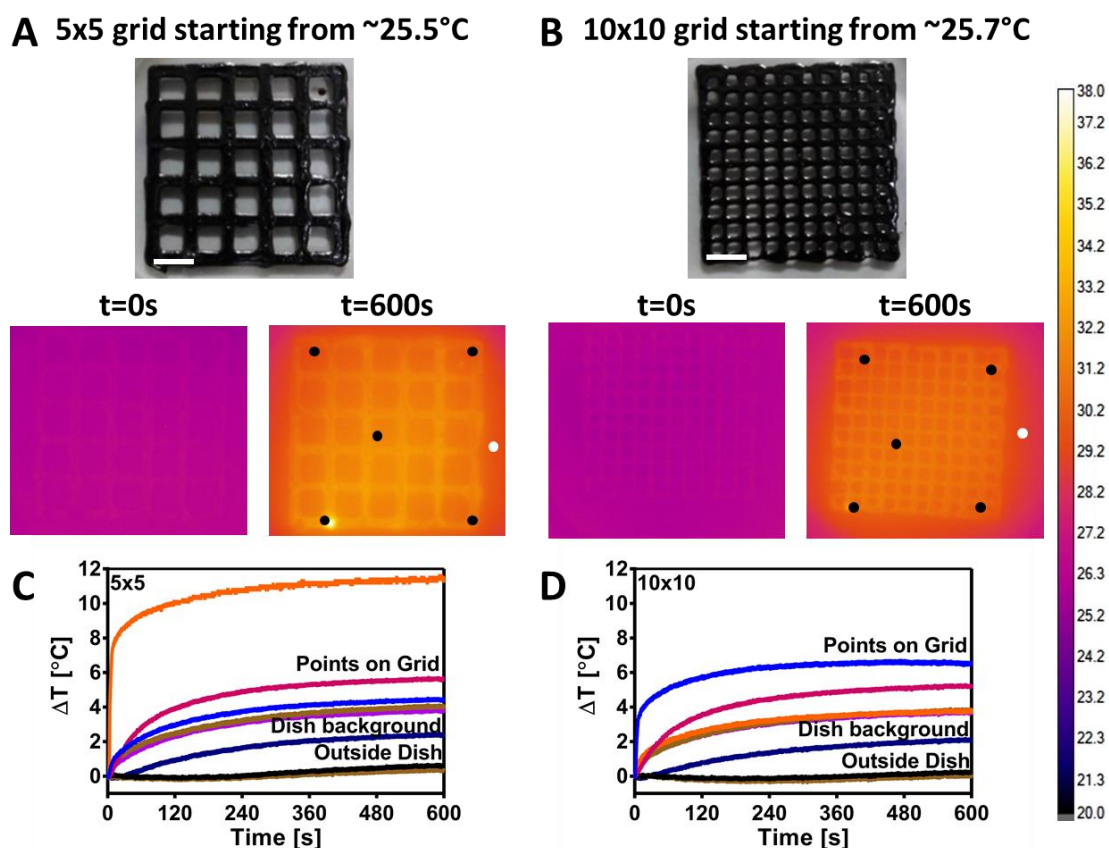 A 5x5 grid starting from ~25.5°C
B 10x10 grid starting from ~25.7°C
t=0s
t=600s
t=0s
t=600s
38.0
37.2
36.2
35.2
34.2
33.2
32.2
31.2
30.2
29.2
28.2
27.2
26.3
25.2
24.2
23.2
22.3
21.3
20.0
C
5x5
12
10
8
6
4
2
0
ΔT [°C]
Points on Grid
Dish background
Outside Dish
0
120
240
360
480
600
Time [s]
D
10x10
12
10
8
6
4
2
0
ΔT [°C]
Points on Grid
Dish background
Outside Dish
0
120
240
360
480
600
Time [s]